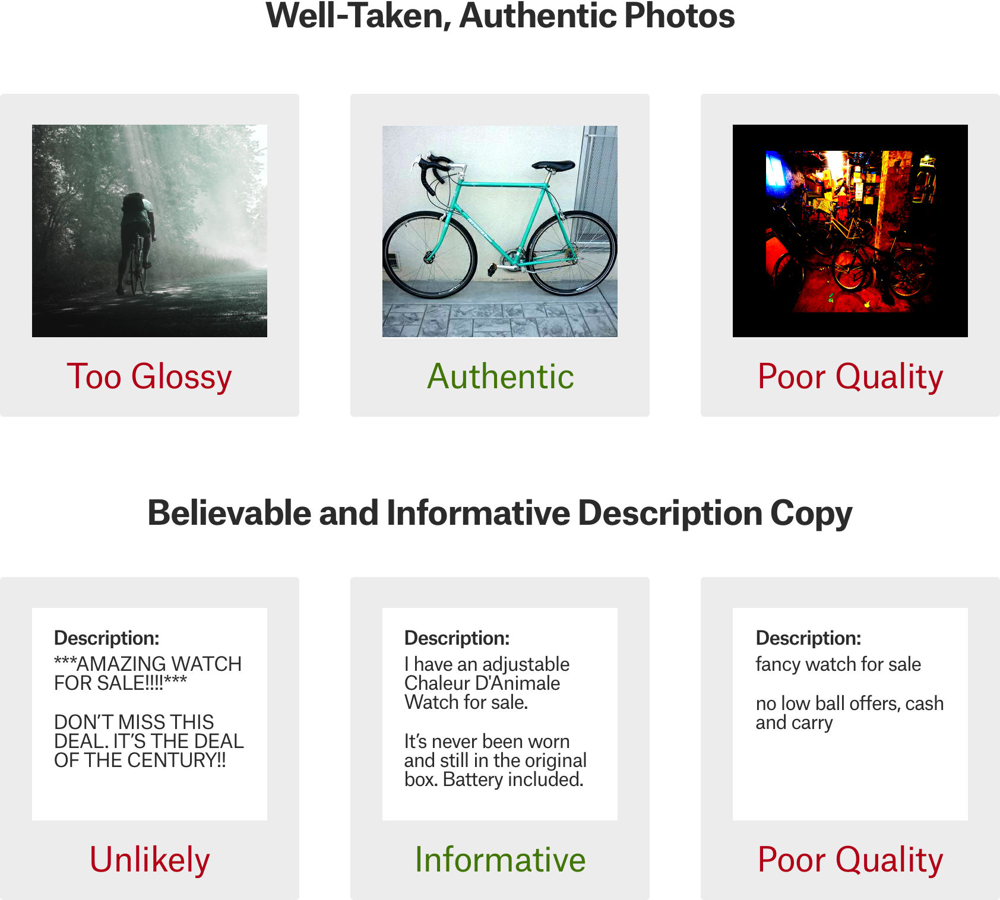 Well-Taken, Authentic Photos
Too Glossy
Authentic
Poor Quality
Believable and Informative Description Copy
Description:
***AMAZING WATCH
FOR SALE!!!!***
DON’T MISS THIS
DEAL. IT’S THE DEAL
OF THE CENTURY!!
Unlikely
Description:
I have an adjustable
Chaleur D'Animale
Watch for sale.
It’s never been worn
and still in the original
box. Battery included.
Informative
Description:
fancy watch for sale
no low ball offers, cash
and carry
Poor Quality